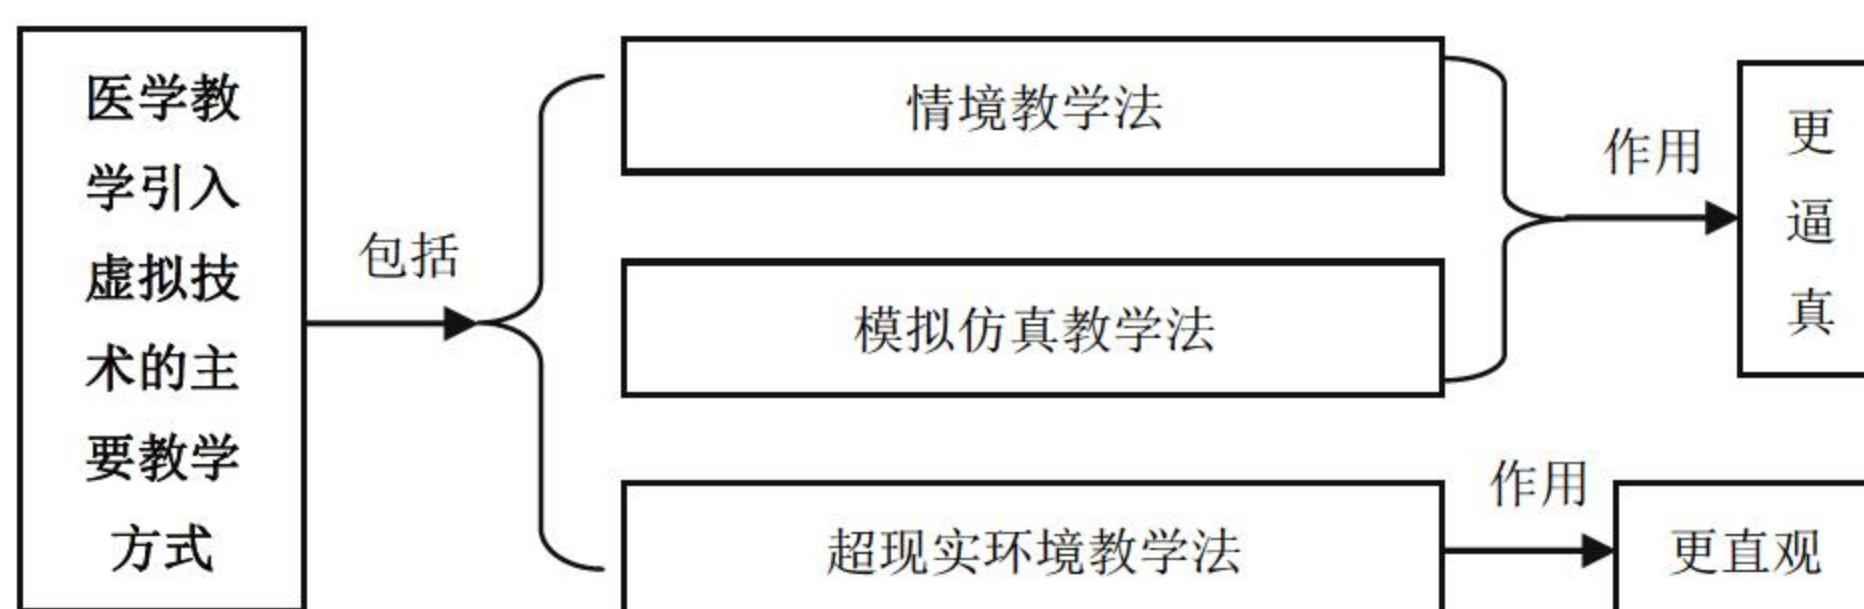 医学教
学引入
虚拟技
术的主
要教学
方式
包括
情境教学法
模拟仿真教学法
超现实环境教学法
作用
更
逼
真
作用
更直观